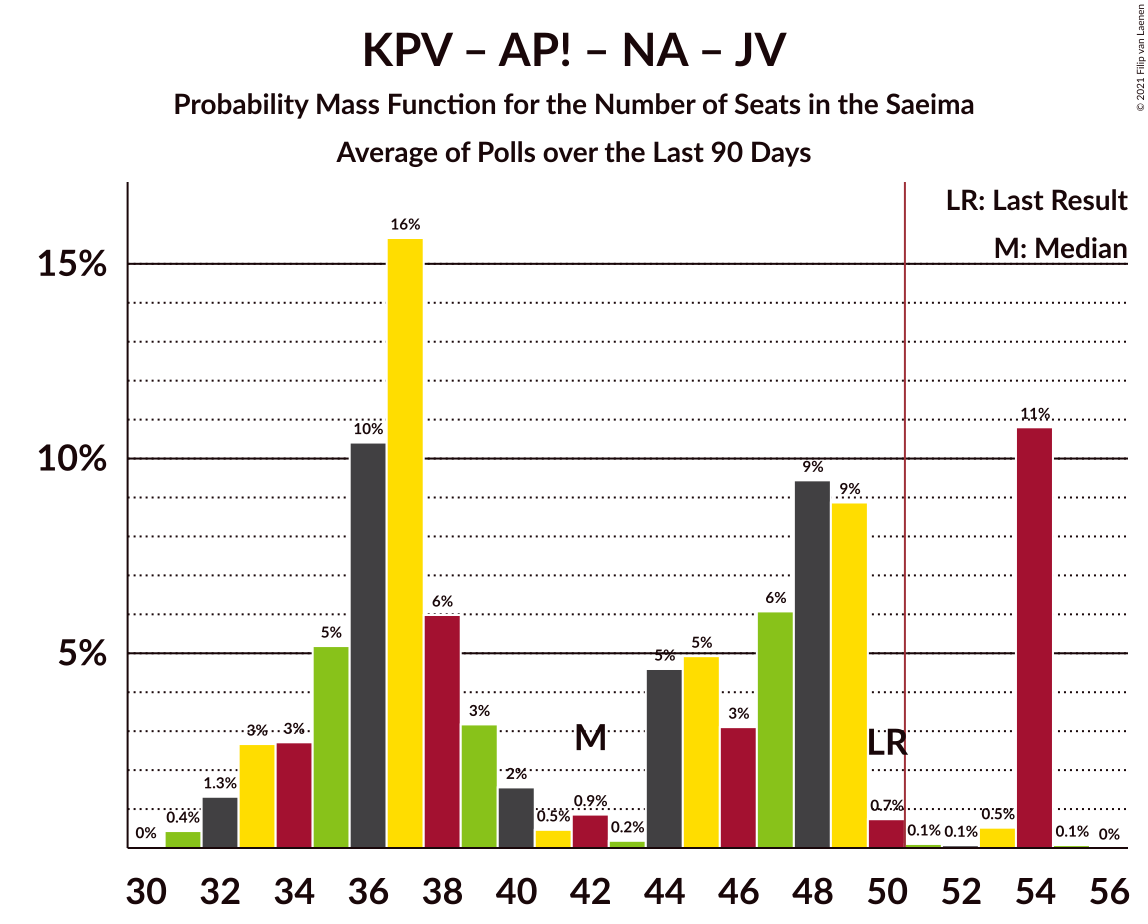 KPV – AP! – NA – JV
Probability Mass Function for the Number of Seats in the Saeima
Average of Polls over the Last 90 Days
© 2021 Filip van Laenen
LR: Last Result
M: Median
15%
10%
5%
0% 0.4% 1.3% 3% 3% 5% 10% 16% 6% 3% 2% 0.5% 0.9% 0.2% 5% 5% 3% 6% 9% 9% 0.7% 0.1% 0.1% 0.5% 11% 0.1% 0%
M
LR
30 32 34 36 38 40 42 44 46 48 50 52 54 56